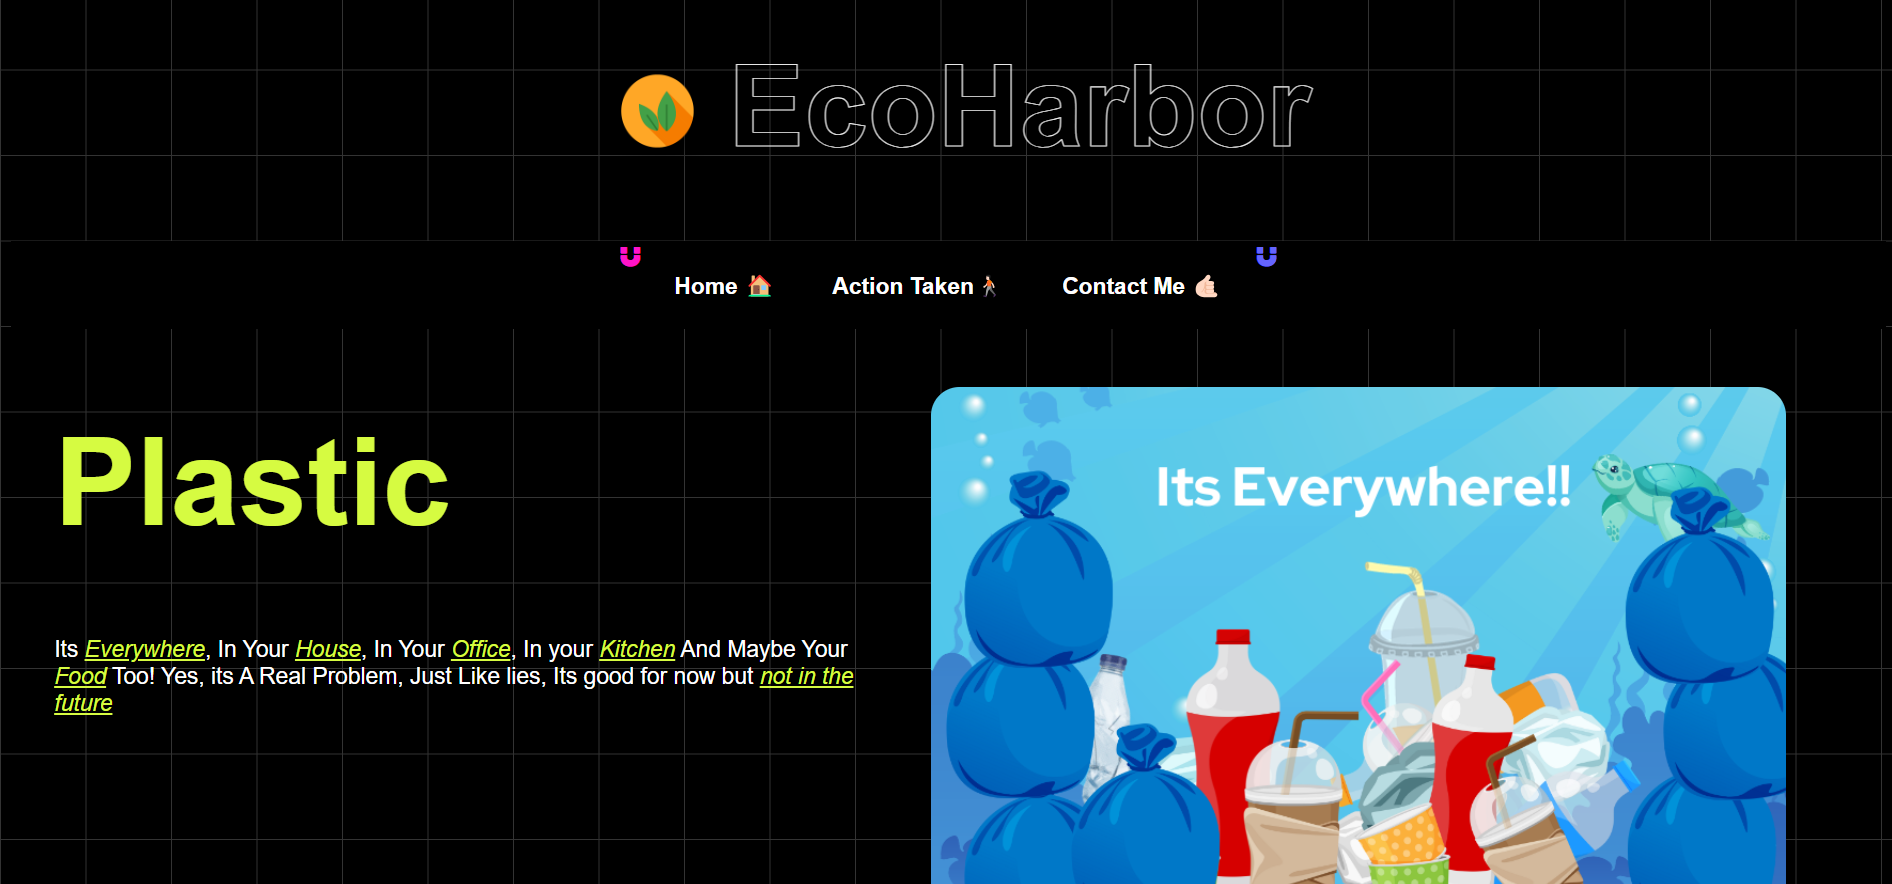 EcoHarbor
Home 🏠 Action Taken🚶 Contact Me 🤙🏻
Plastic
Its Everywhere, In Your House, In Your Office, In your Kitchen And Maybe Your
Food Too! Yes, its A Real Problem, Just Like lies, Its good for now but not in the
future
Its Everywhere!!